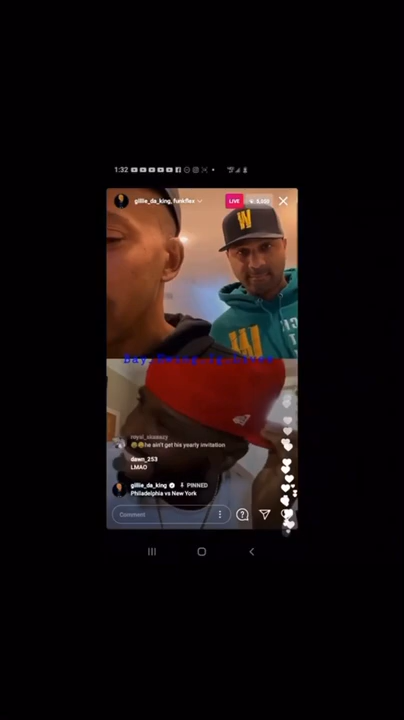 1:32
gillie_da_king, funkflex
LIVE
W
W
he ain't get his yearly invitation
dawn_253
LMAO
gillie_da_king PINNED
Philadelphia vs New York
Comment